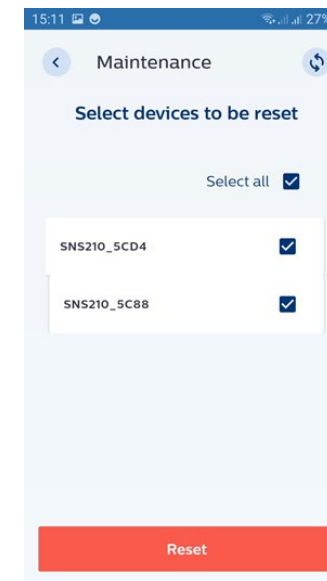 15:11 27%
Maintenance
Select devices to be reset
Select all
SNS210_5CD4
SNS210_5C88
Reset